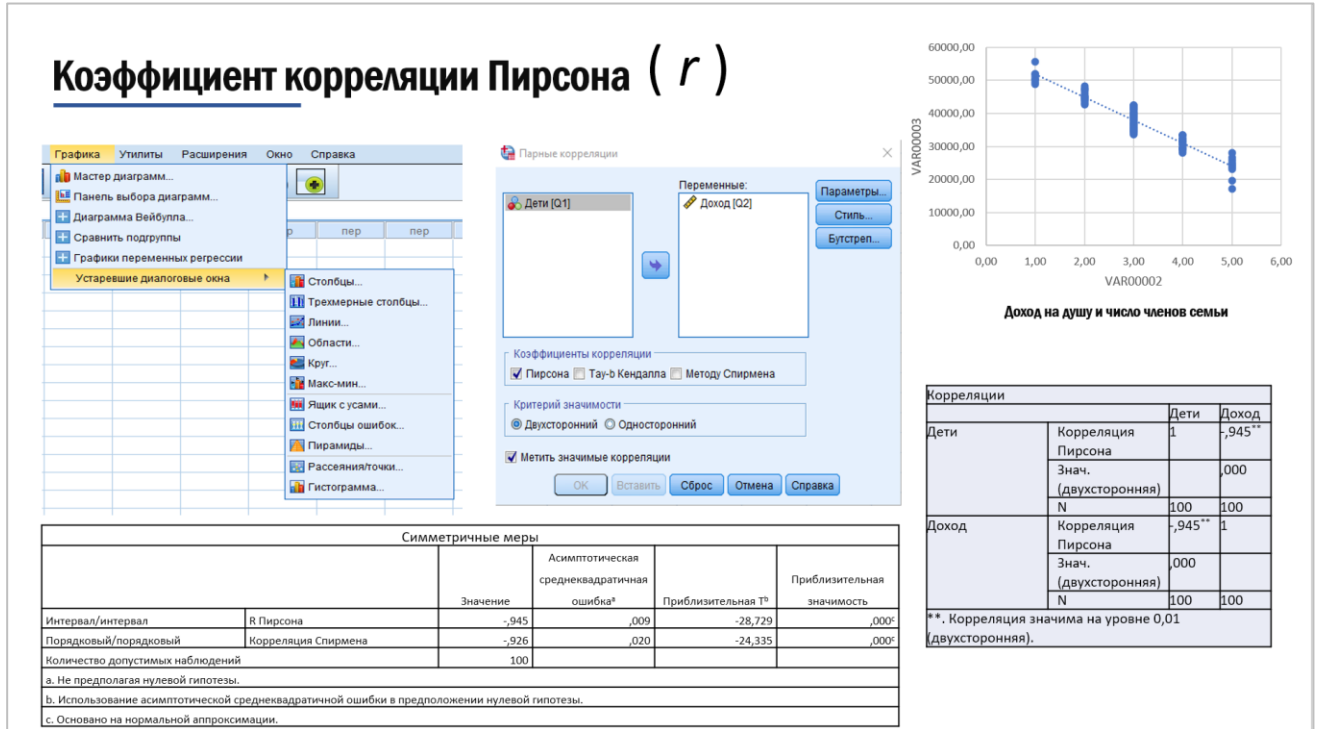 Коэффициент корреляции Пирсона ( r )
Графика Утилиты Расширения Окно Справка
Мастер диаграмм...
Панель выбора диаграмм...
Диаграмма Вейбулла...
Сравнить подгруппы
Графики переменных регрессии
Устаревшие диалоговые окна
пер пер
Столбцы...
Трехмерные столбцы...
Линии...
Области...
Круг...
Макс-мин...
Ящик с усами...
Столбцы ошибок...
Пирамиды...
Рассеяния/точки...
Гистограмма...
Парные корреляции
Переменные:
Дети [Q1]
Доход [Q2]
Параметры...
Стиль...
Бутстреп...
Коэффициенты корреляции
Пирсона Тау-b Кендалла Методу Спирмена
Критерий значимости
Двухсторонний Односторонний
Метить значимые корреляции
OK Вставить Сброс Отмена Справка
60000,00
50000,00
40000,00
30000,00
20000,00
10000,00
0,00
VAR00003
0,00 1,00 2,00 3,00 4,00 5,00 6,00
VAR00002
Доход на душу и число членов семьи
Корреляции
Дети Доход
Дети Корреляция Пирсона 1 -,945**
Знач. (двухсторонняя) ,000
N 100 100
Доход Корреляция Пирсона -,945** 1
Знач. (двухсторонняя) ,000
N 100 100
**. Корреляция значима на уровне 0,01
(двухсторонняя).
Симметричные меры
Значение Асимптотическая среднеквадратичная ошибкаᵃ Приблизительная Tᵇ Приблизительная значимость
Интервал/интервал R Пирсона -,945 ,009 -28,729 ,000ᶜ
Порядковый/порядковый Корреляция Спирмена -,926 ,020 -24,335 ,000ᶜ
Количество допустимых наблюдений 100
a. Не предполагая нулевой гипотезы.
b. Использование асимптотической среднеквадратичной ошибки в предположении нулевой гипотезы.
c. Основано на нормальной аппроксимации.